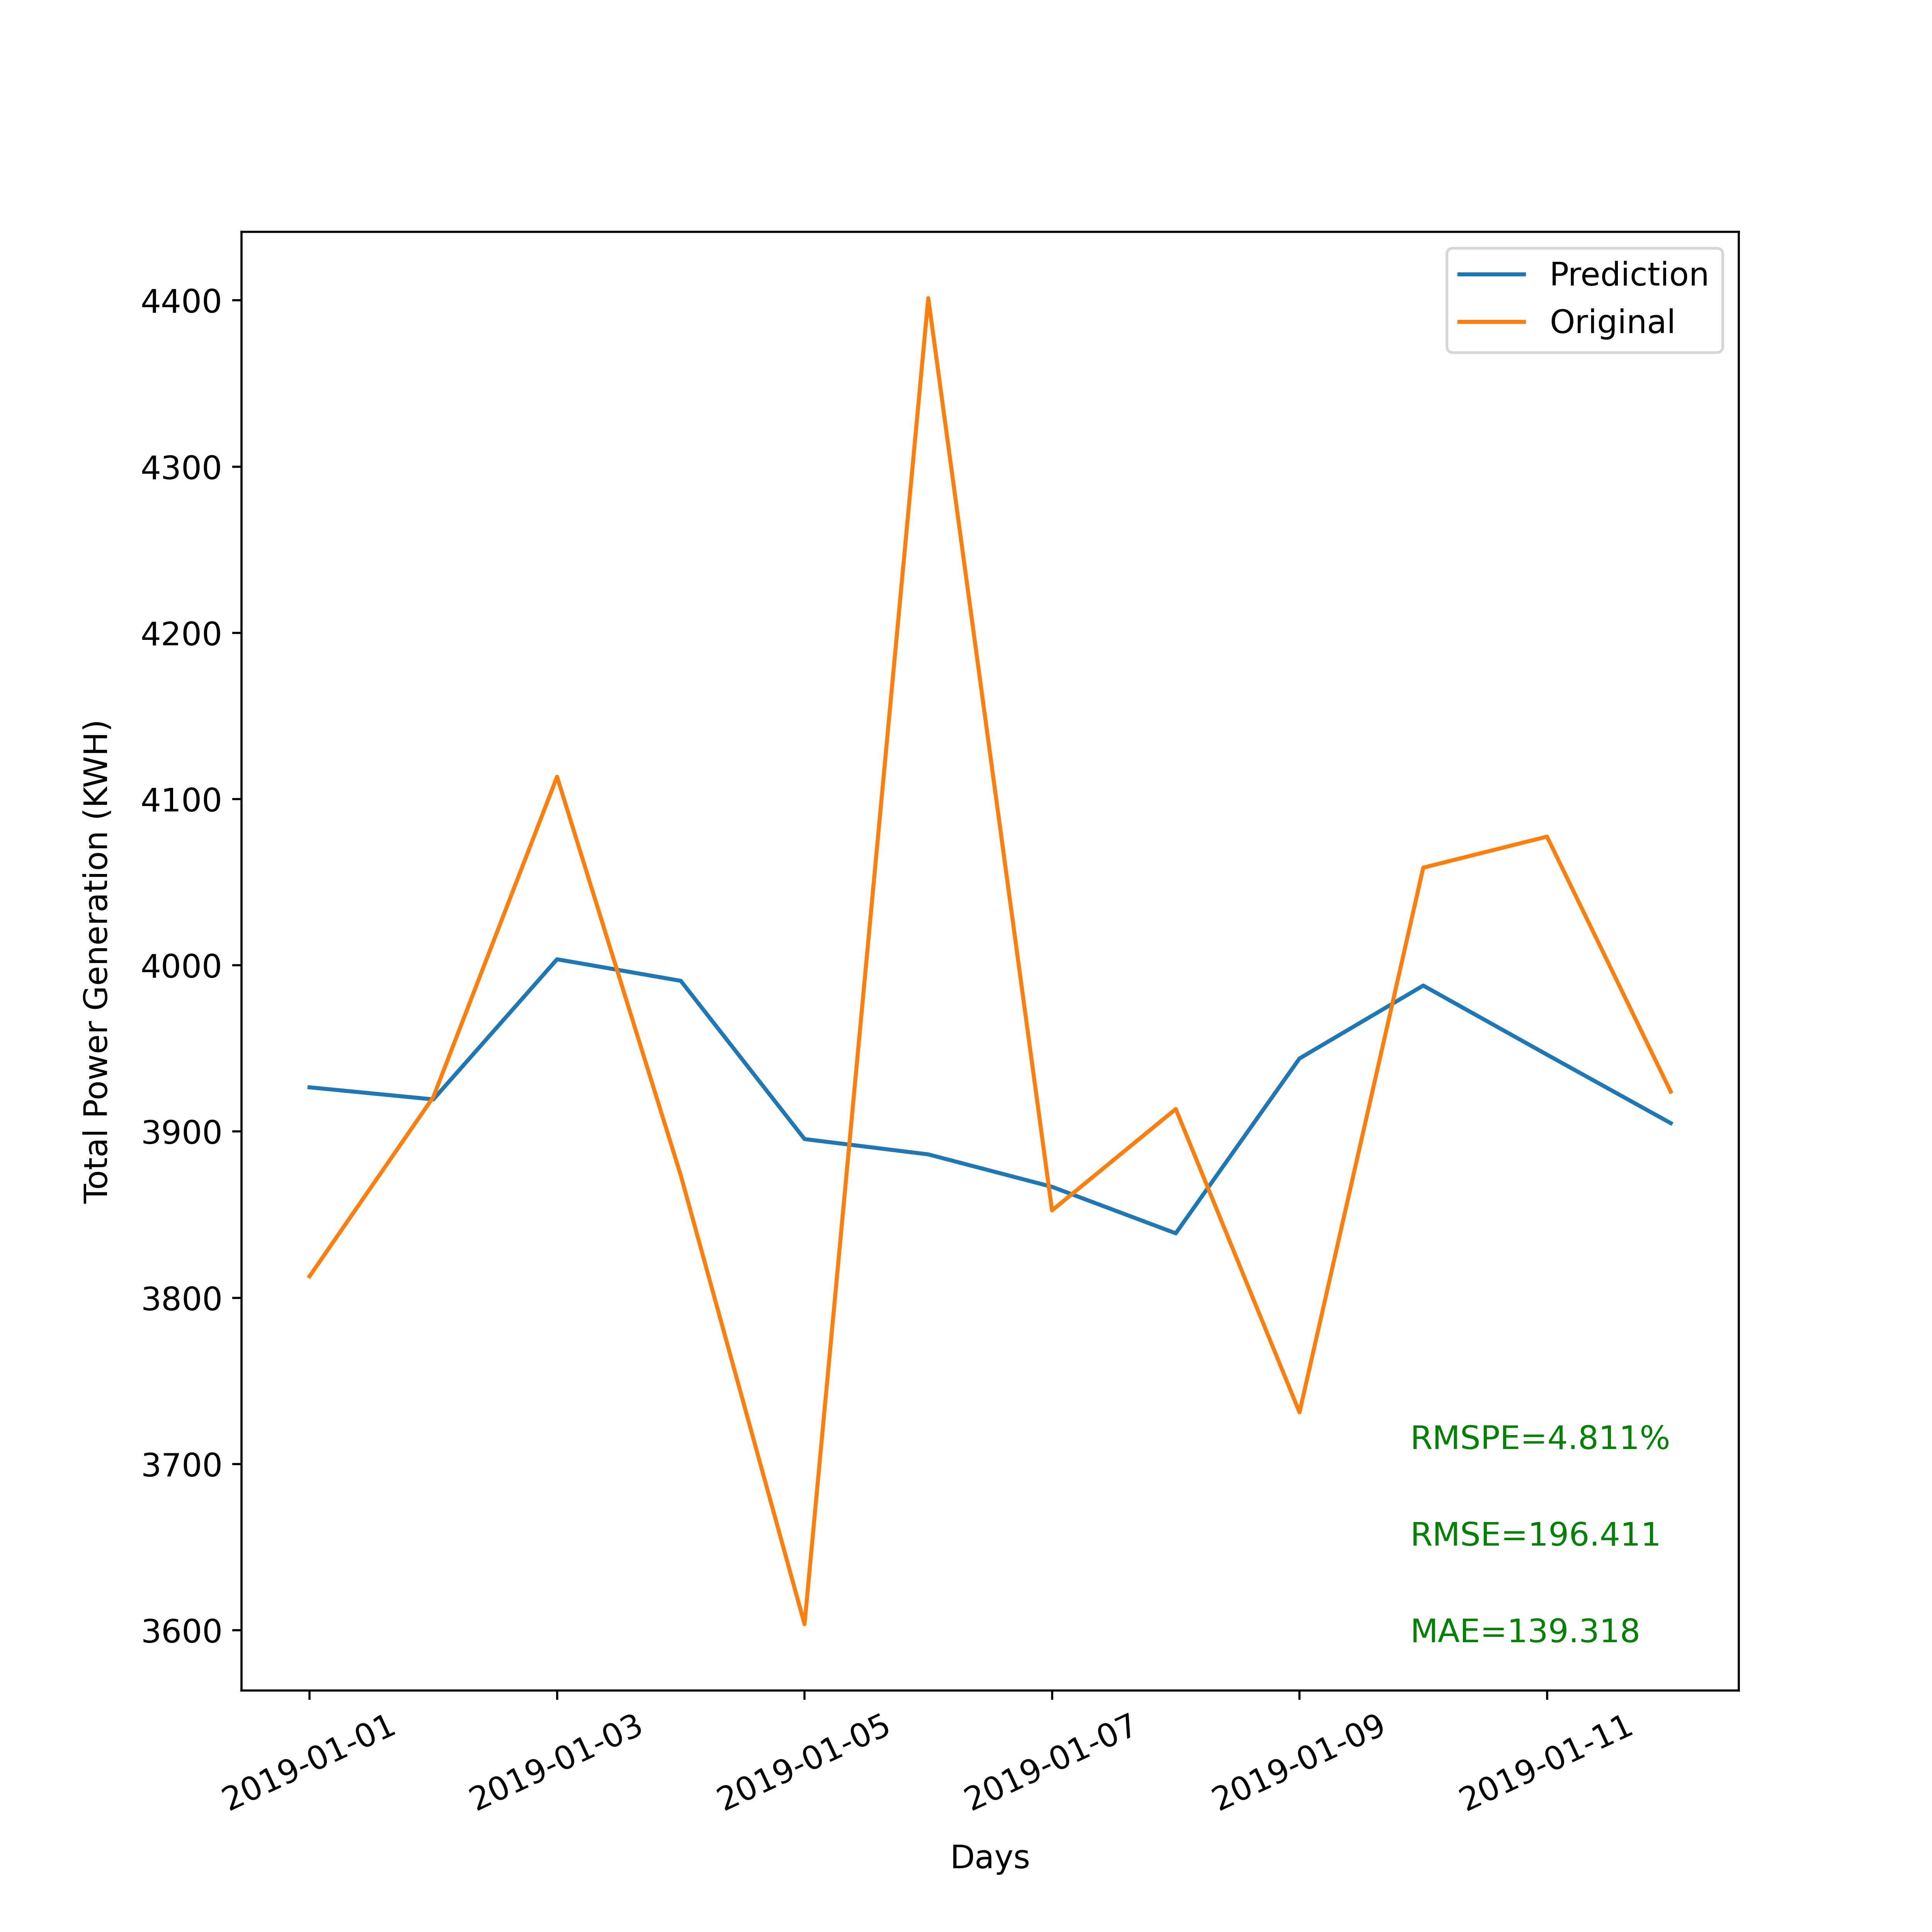 Prediction
Original
4400
4300
4200
4100
4000
3900
3800
3700
3600
Total Power Generation (KWH)
RMSPE=4.811%
RMSE=196.411
MAE=139.318
2019-01-01
2019-01-03
2019-01-05
2019-01-07
2019-01-09
2019-01-11
Days